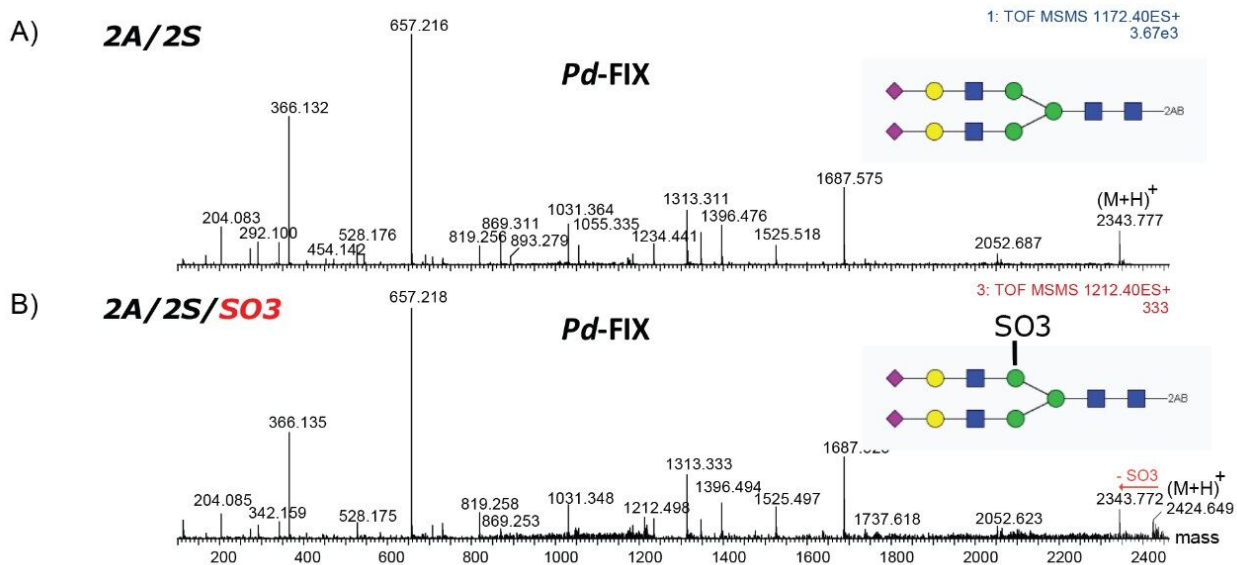 A)
2A/2S
Pd-FIX
1: TOF MSMS 1172.40ES+
3.67e3
657.216
366.132
204.083
292.100
454.142
528.176
819.256
869.311
893.279
1031.364
1055.335
1234.441
1313.311
1396.476
1525.518
1687.575
2052.687
(M+H)+
2343.777
2AB
B)
2A/2S/SO3
Pd-FIX
3: TOF MSMS 1212.40ES+
333
SO3
2AB
657.218
366.135
204.085
342.159
528.175
819.258
869.253
1031.348
1212.498
1313.333
1396.494
1525.497
1737.618
2052.623
- SO3
2343.772
(M+H)+
2424.649
200 400 600 800 1000 1200 1400 1600 1800 2000 2200 2400 mass